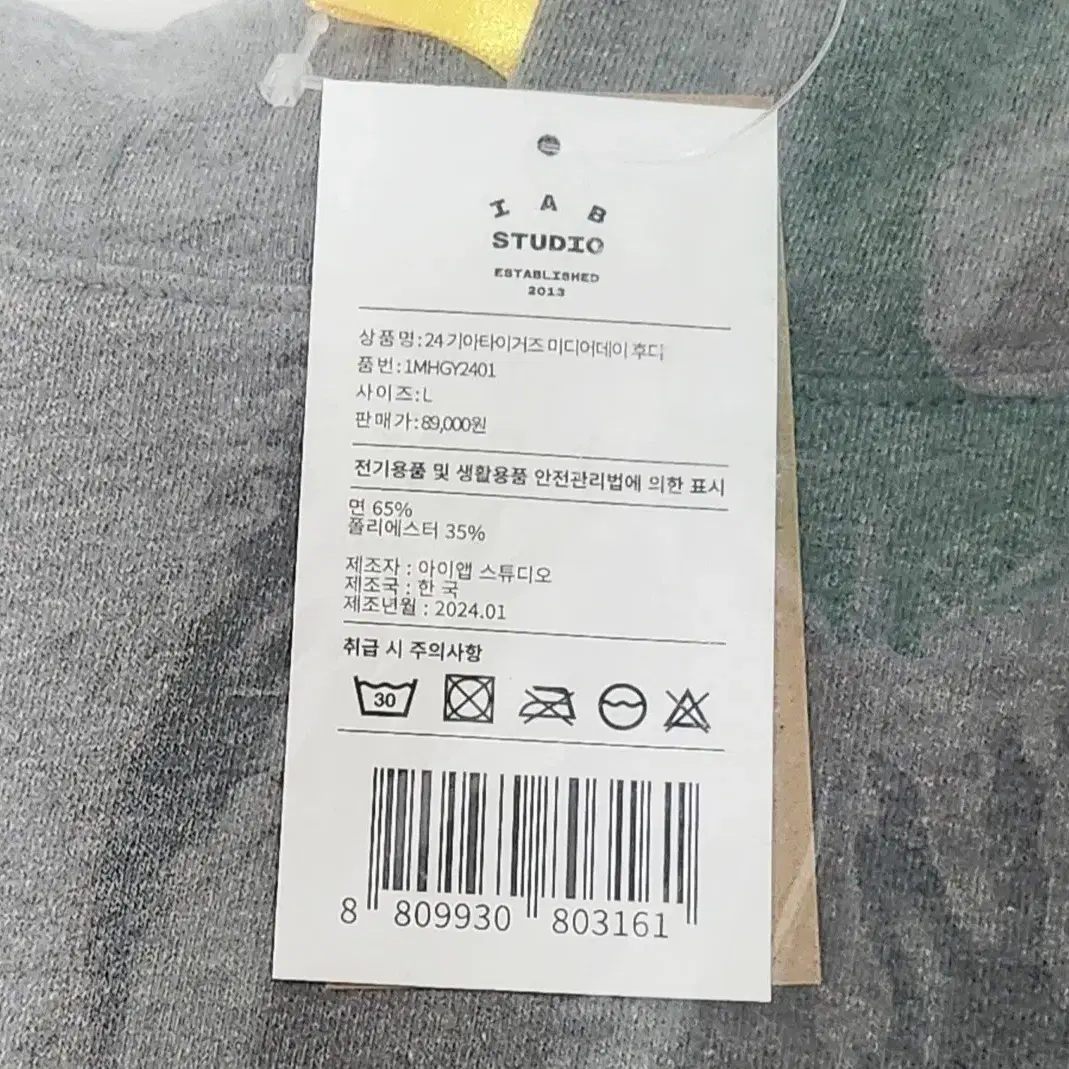 IAB
STUDIO
ESTABLISHED
2013
상품명 : 24 기아타이거즈 미디어데이 후디
품번 : 1MHGY2401
사이즈 : L
판매가 : 89,000원
전기용품 및 생활용품 안전관리법에 의한 표시
면 65%
폴리에스터 35%
제조자 : 아이앱 스튜디오
제조국 : 한 국
제조년월 : 2024.01
취급 시 주의사항
30
8 809930 803161